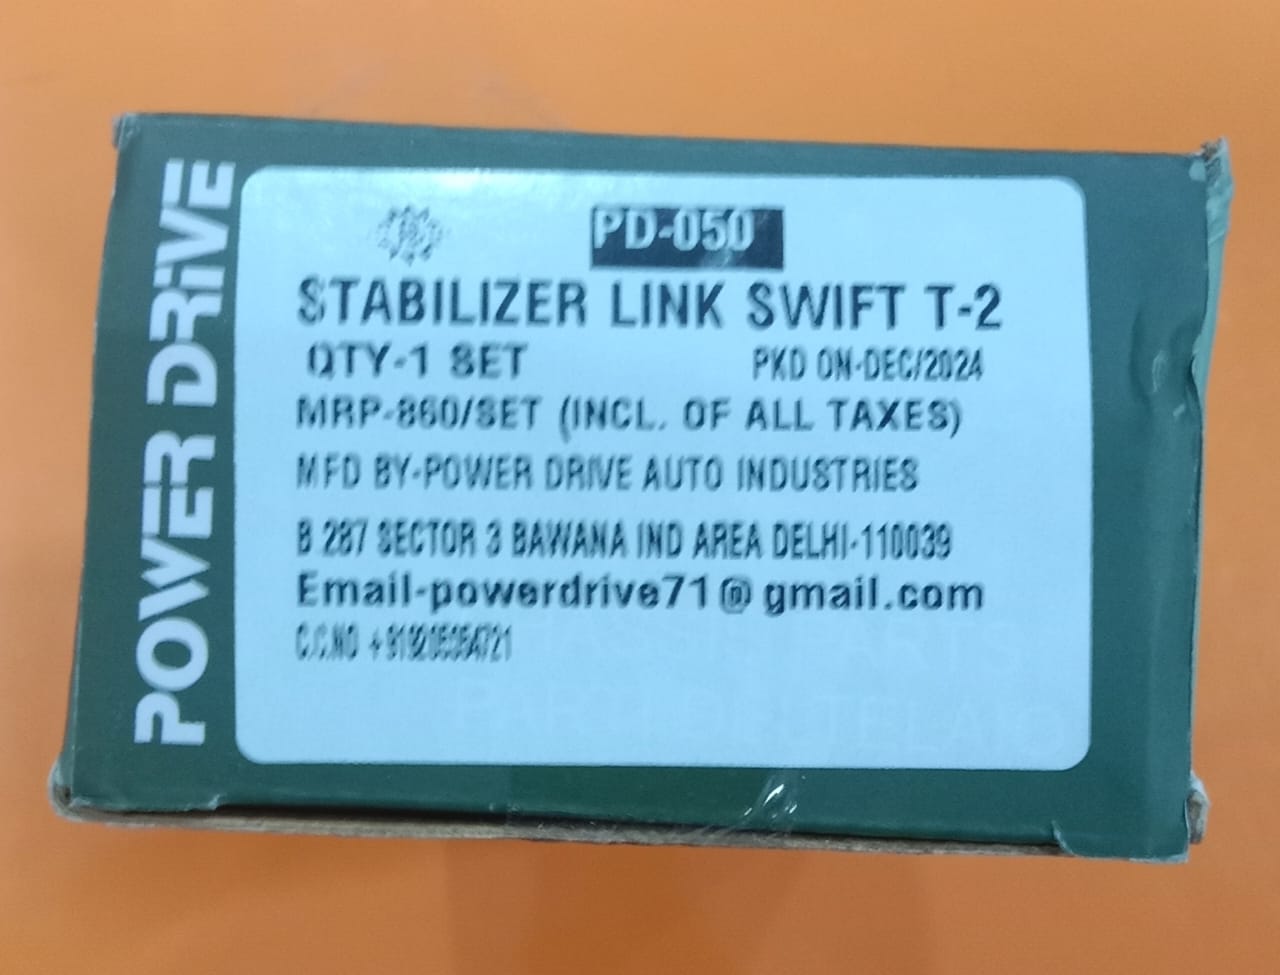 POWER DRiVE
PD-050
STABILIZER LINK SWIFT T-2
QTY-1 SET PKD ON-DEC/2024
MRP-860/SET (INCL. OF ALL TAXES)
MFD BY-POWER DRIVE AUTO INDUSTRIES
B 287 SECTOR 3 BAWANA IND AREA DELHI-110039
Email-powerdrive71@gmail.com
C.C.NO